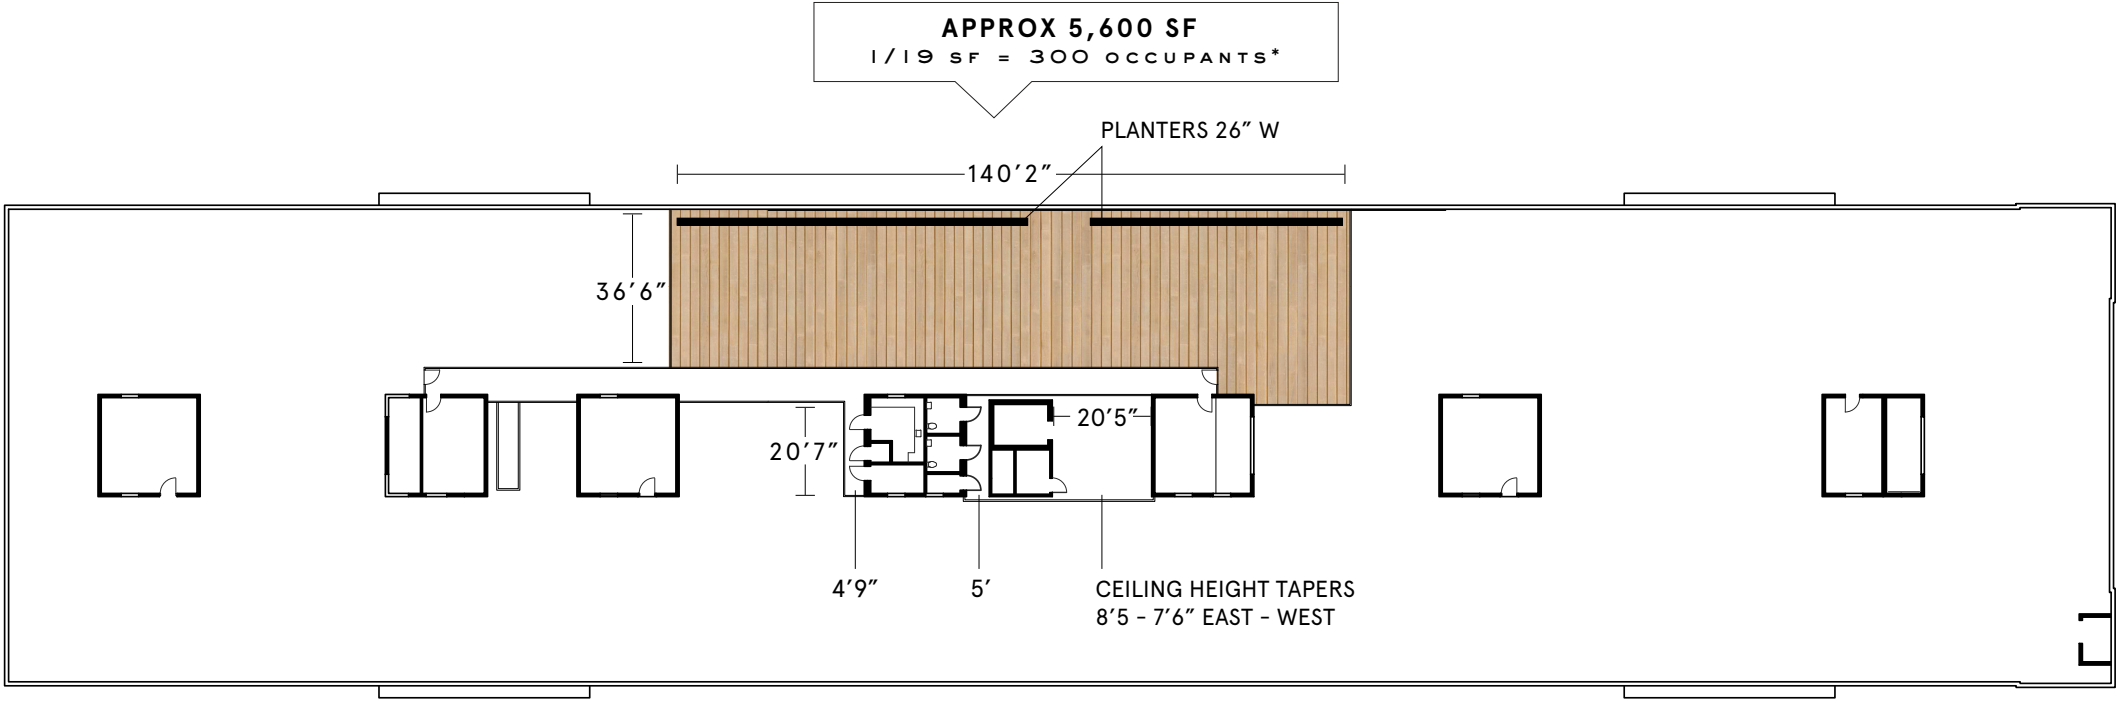 APPROX 5,600 SF
1/19 SF = 300 OCCUPANTS*
PLANTERS 26” W
140’2”
36’6”
20’7”
20’5”
4’9”
5’
CEILING HEIGHT TAPERS
8’5 - 7’6” EAST - WEST